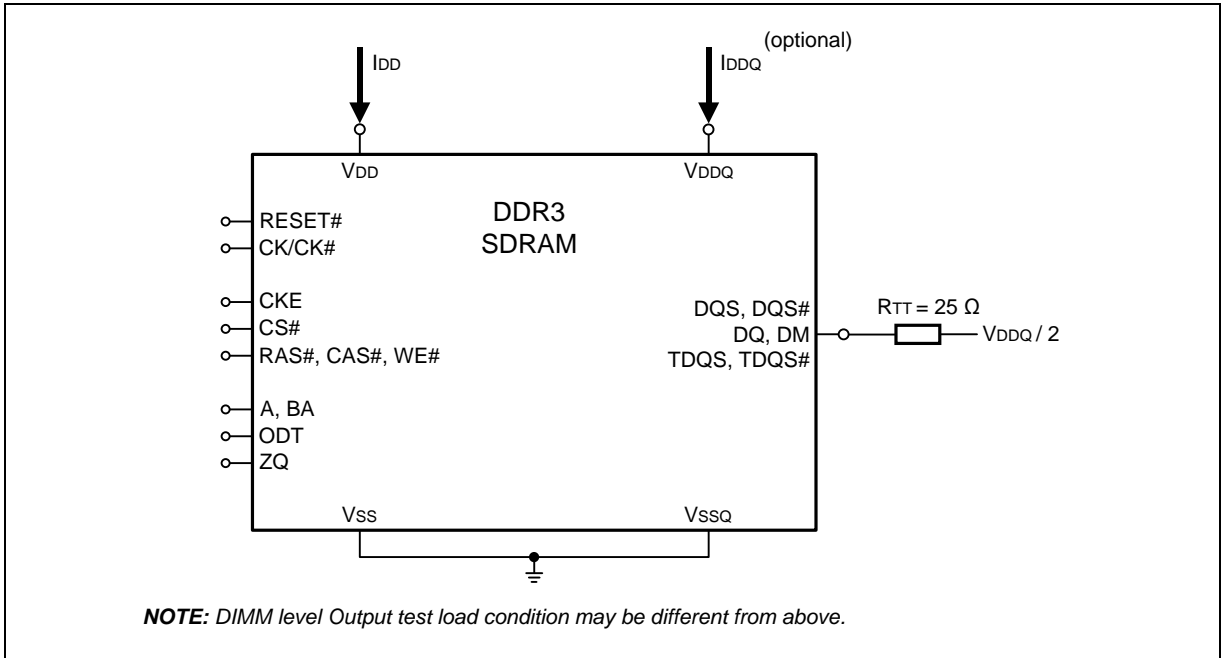 (optional)
IDD
IDDQ
VDD
VDDQ
DDR3
SDRAM
RESET#
CK/CK#
CKE
CS#
RAS#, CAS#, WE#
A, BA
ODT
ZQ
DQS, DQS#
DQ, DM
TDQS, TDQS#
RTT = 25 Ω
VDDQ / 2
VSS
VSSQ
NOTE: DIMM level Output test load condition may be different from above.